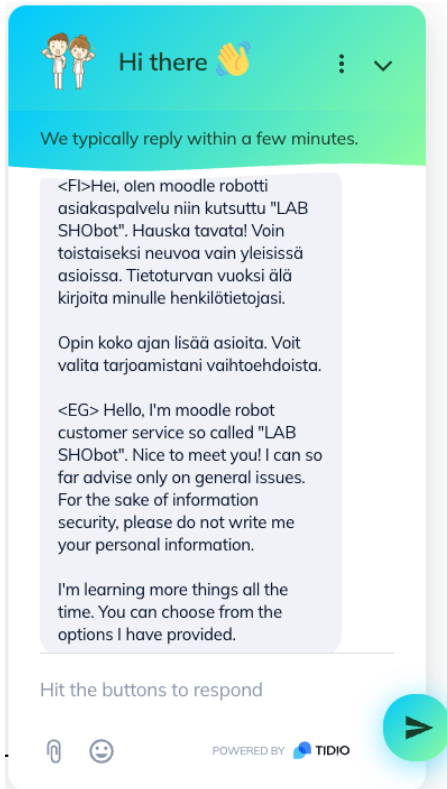 Hi there 👋
We typically reply within a few minutes.
<FI>Hei, olen moodle robotti
asiakaspalvelu niin kutsuttu "LAB
SHObot". Hauska tavata! Voin
toistaiseksi neuvoa vain yleisissä
asioissa. Tietoturvan vuoksi älä
kirjoita minulle henkilötietojasi.
Opin koko ajan lisää asioita. Voit
valita tarjoamistani vaihtoehdoista.
<EG> Hello, I'm moodle robot
customer service so called "LAB
SHObot". Nice to meet you! I can so
far advise only on general issues.
For the sake of information
security, please do not write me
your personal information.
I'm learning more things all the
time. You can choose from the
options I have provided.
Hit the buttons to respond
POWERED BY TIDIO